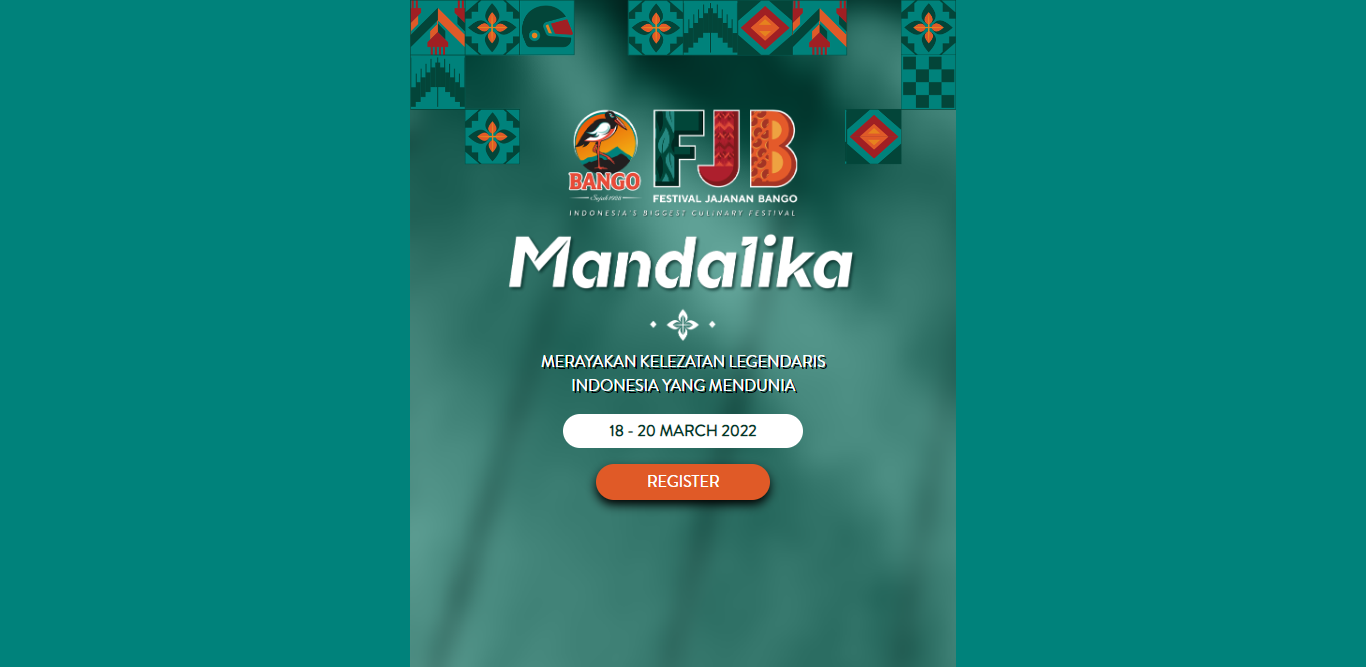 FJB
BANGO
Sejak 1928
FESTIVAL JAJANAN BANGO
INDONESIA'S BIGGEST CULINARY FESTIVAL
Mandalika
MERAYAKAN KELEZATAN LEGENDARIS
INDONESIA YANG MENDUNIA
18 - 20 MARCH 2022
REGISTER